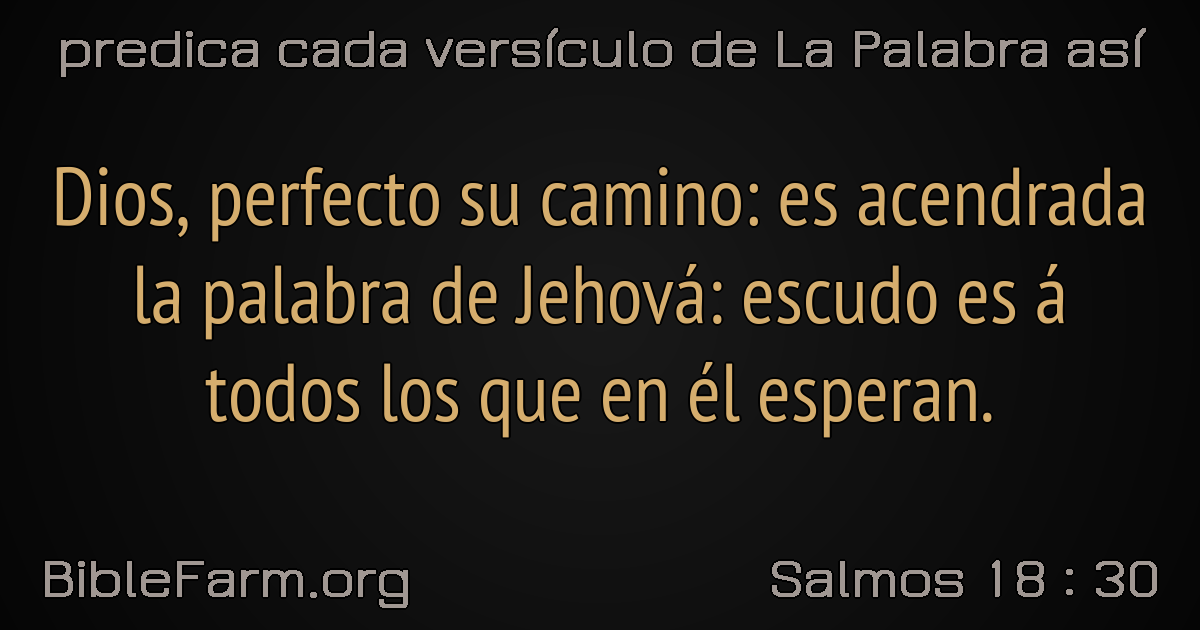 predica cada versículo de La Palabra así
Dios, perfecto su camino: es acendrada
la palabra de Jehová: escudo es á
todos los que en él esperan.
BibleFarm.org
Salmos 18 : 30